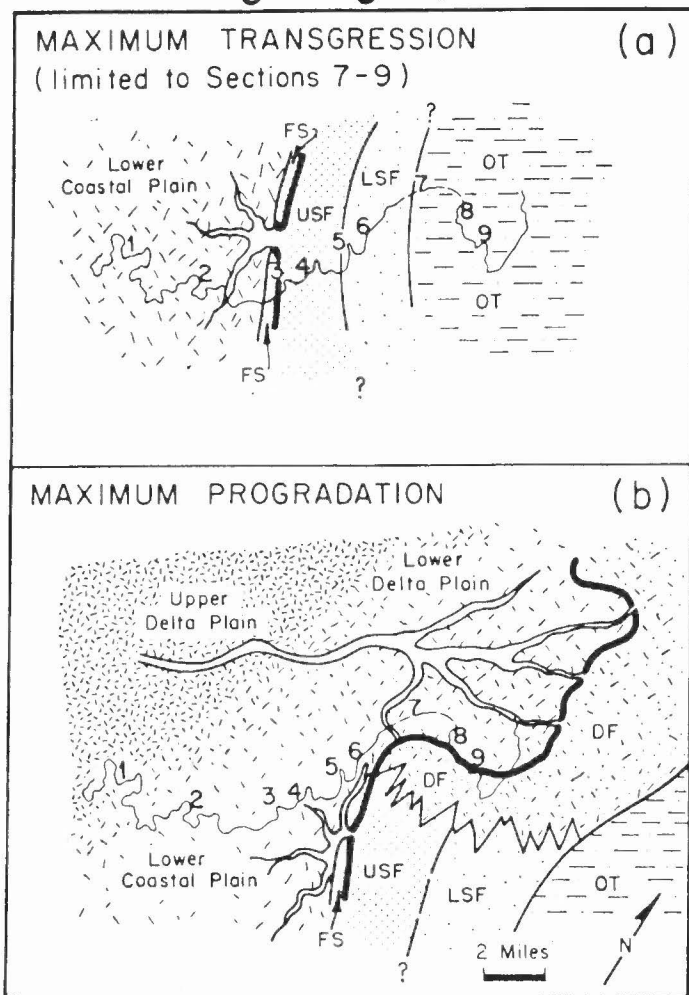 MAXIMUM TRANSGRESSION (a)
(limited to Sections 7-9)
FS
?
Lower
Coastal Plain
USF
LSF
OT
7
8
1
2
3
4
5
6
9
OT
FS
?
MAXIMUM PROGRADATION (b)
Lower
Delta Plain
Upper
Delta Plain
7
8
DF
1
2
3
4
5
6
9
DF
Lower
Coastal Plain
USF
LSF
OT
FS
?
2 Miles
N